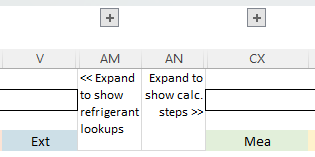 + +
V AM AN CX
<< Expand
to show
refrigerant
lookups
Expand to
show calc.
steps >>
Ext Mea